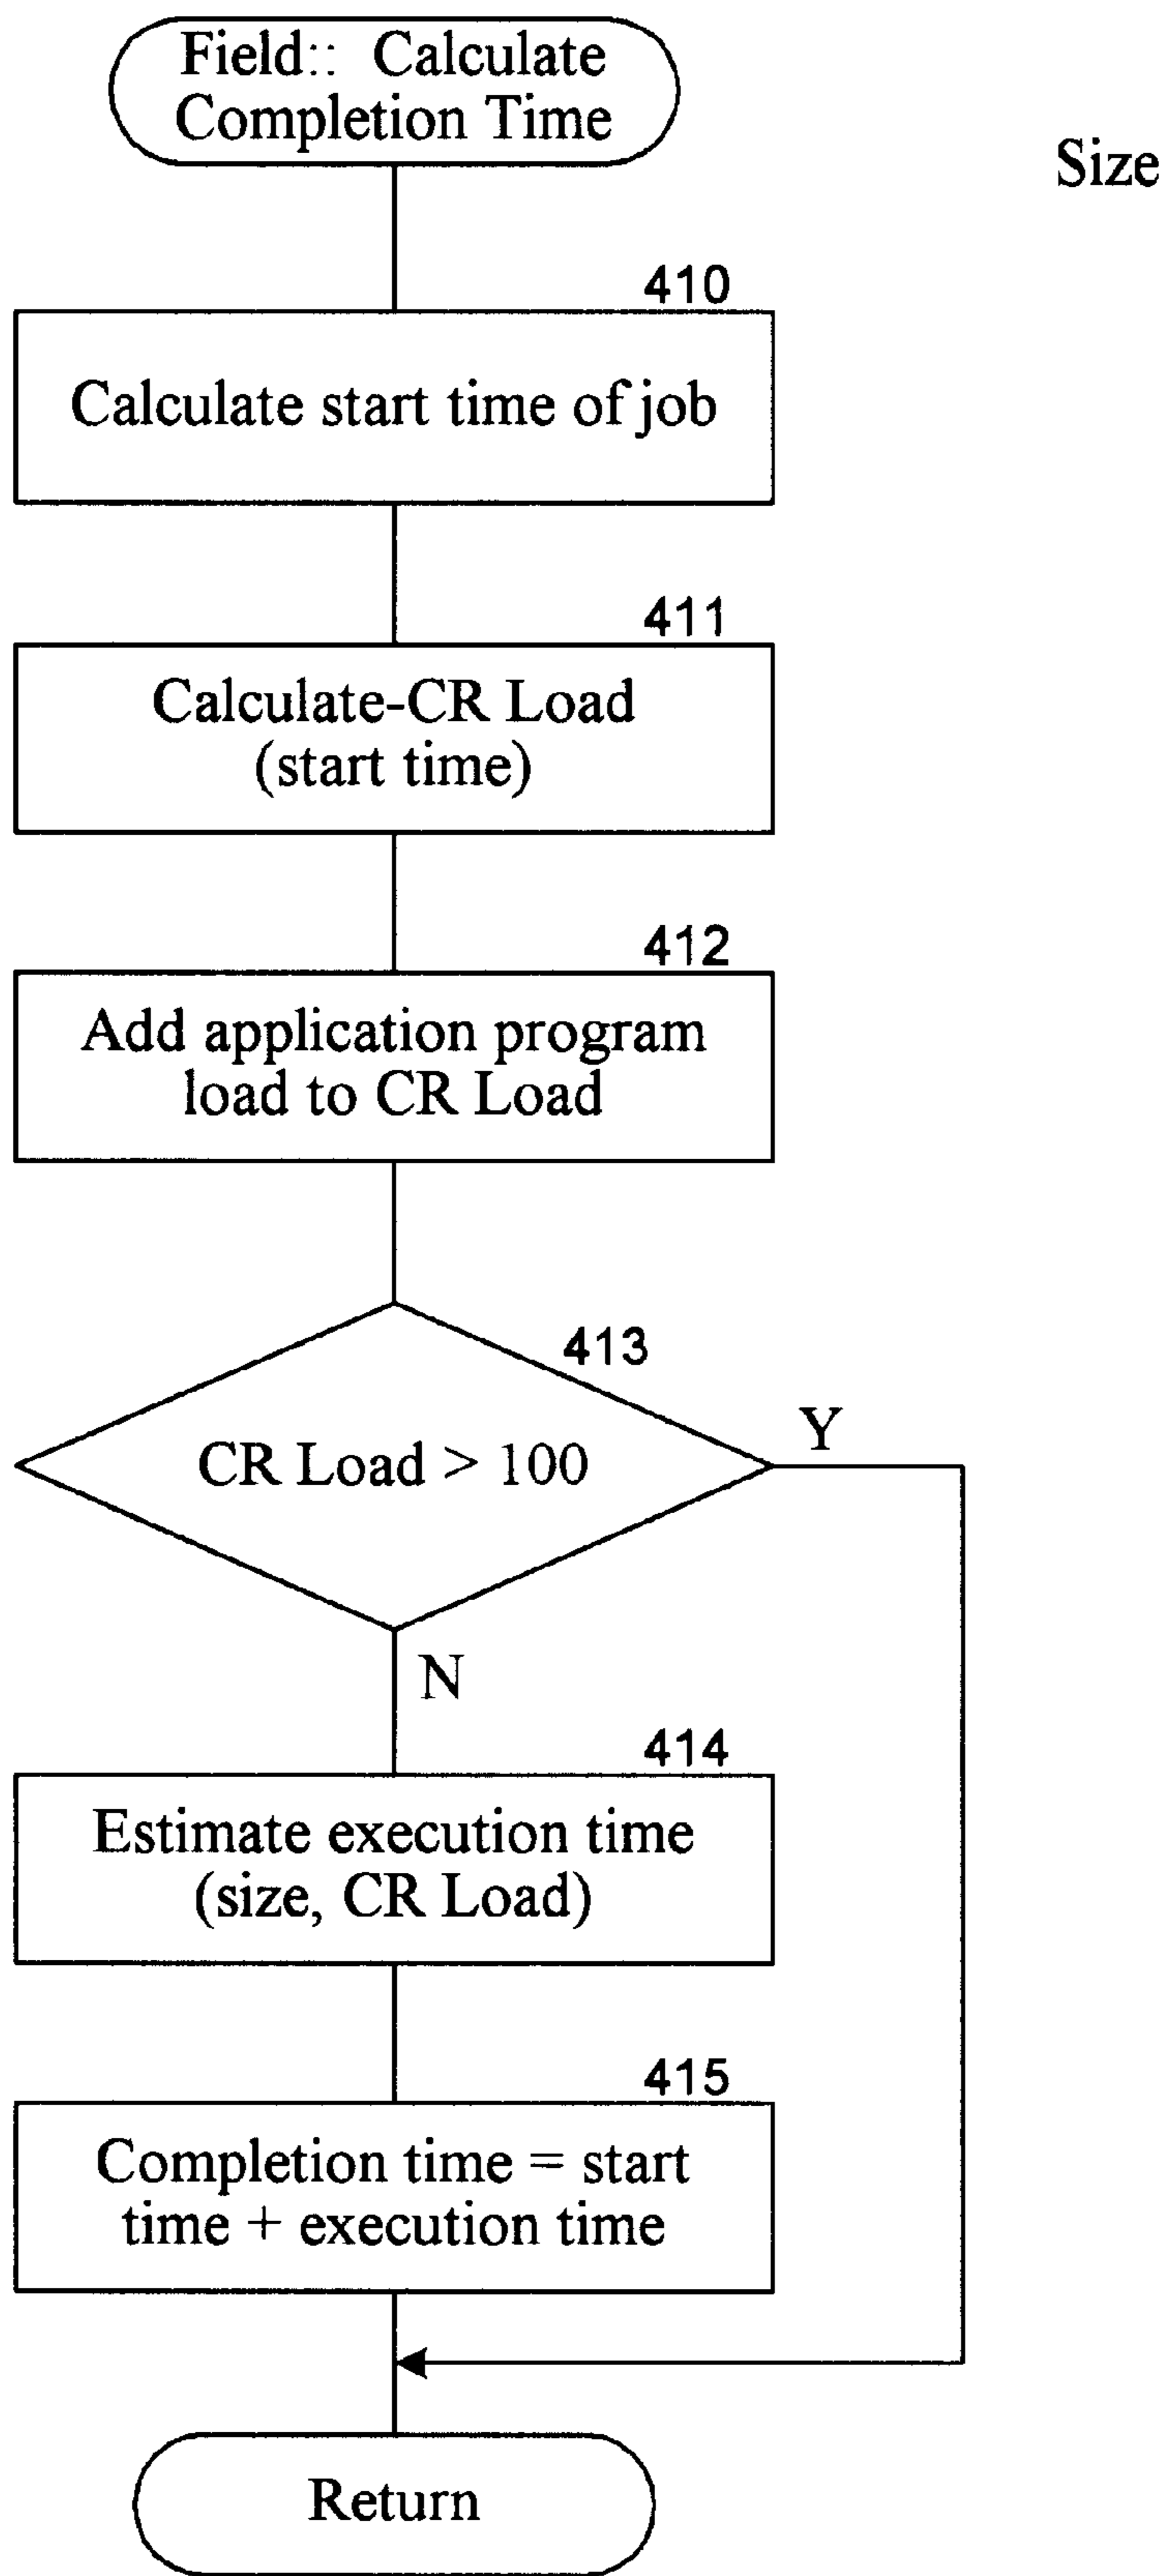 Field:: Calculate
Completion Time
Size
410
Calculate start time of job
411
Calculate-CR Load
(start time)
412
Add application program
load to CR Load
413
CR Load > 100
Y
N
414
Estimate execution time
(size, CR Load)
415
Completion time = start
time + execution time
Return